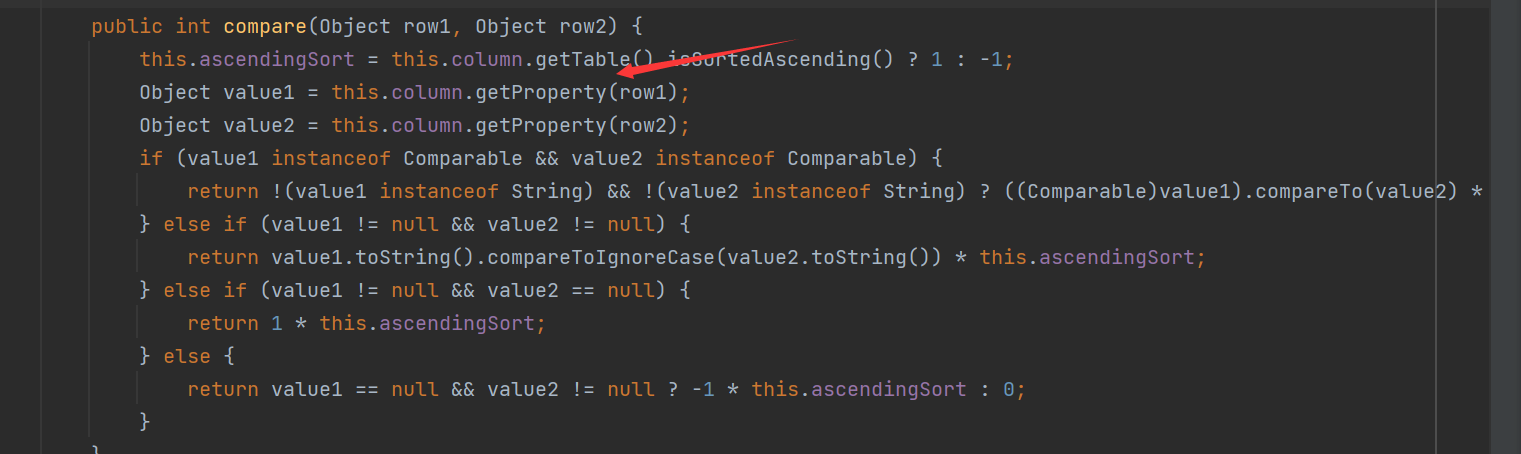 public int compare(Object row1, Object row2) {
this.ascendingSort = this.column.getTable().isSortedAscending() ? 1 : -1;
Object value1 = this.column.getProperty(row1);
Object value2 = this.column.getProperty(row2);
if (value1 instanceof Comparable && value2 instanceof Comparable) {
return !(value1 instanceof String) && !(value2 instanceof String) ? ((Comparable)value1).compareTo(value2) *
} else if (value1 != null && value2 != null) {
return value1.toString().compareToIgnoreCase(value2.toString()) * this.ascendingSort;
} else if (value1 != null && value2 == null) {
return 1 * this.ascendingSort;
} else {
return value1 == null && value2 != null ? -1 * this.ascendingSort : 0;
}
}